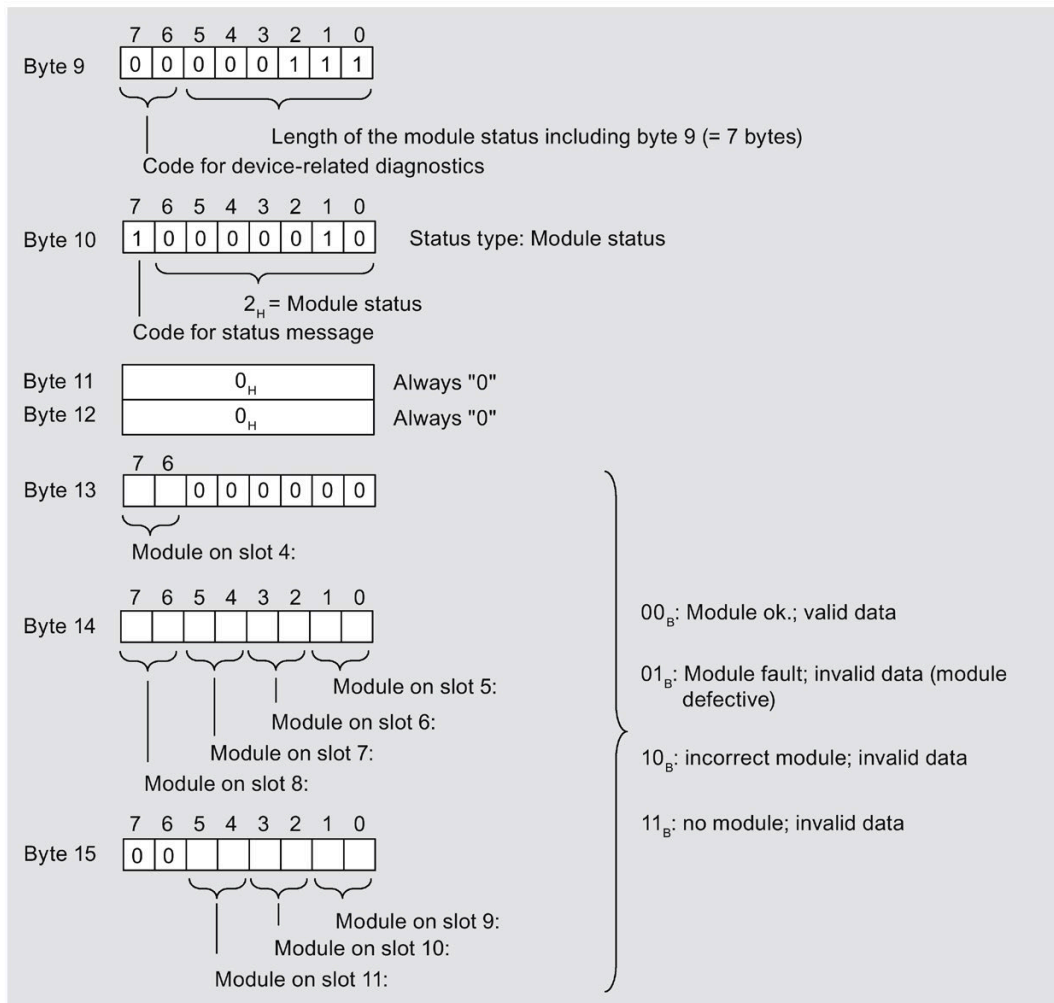 7 6 5 4 3 2 1 0
Byte 9 0 0 0 0 0 1 1 1
Length of the module status including byte 9 (= 7 bytes)
Code for device-related diagnostics
7 6 5 4 3 2 1 0
Byte 10 1 0 0 0 0 0 1 0 Status type: Module status
2H = Module status
Code for status message
Byte 11 0H Always "0"
Byte 12 0H Always "0"
7 6
Byte 13 0 0 0 0 0 0
Module on slot 4:
7 6 5 4 3 2 1 0
Byte 14
Module on slot 5:
Module on slot 6:
Module on slot 7:
Module on slot 8:
7 6 5 4 3 2 1 0
Byte 15 0 0
Module on slot 9:
Module on slot 10:
Module on slot 11:
00B: Module ok.; valid data
01B: Module fault; invalid data (module
defective)
10B: incorrect module; invalid data
11B: no module; invalid data